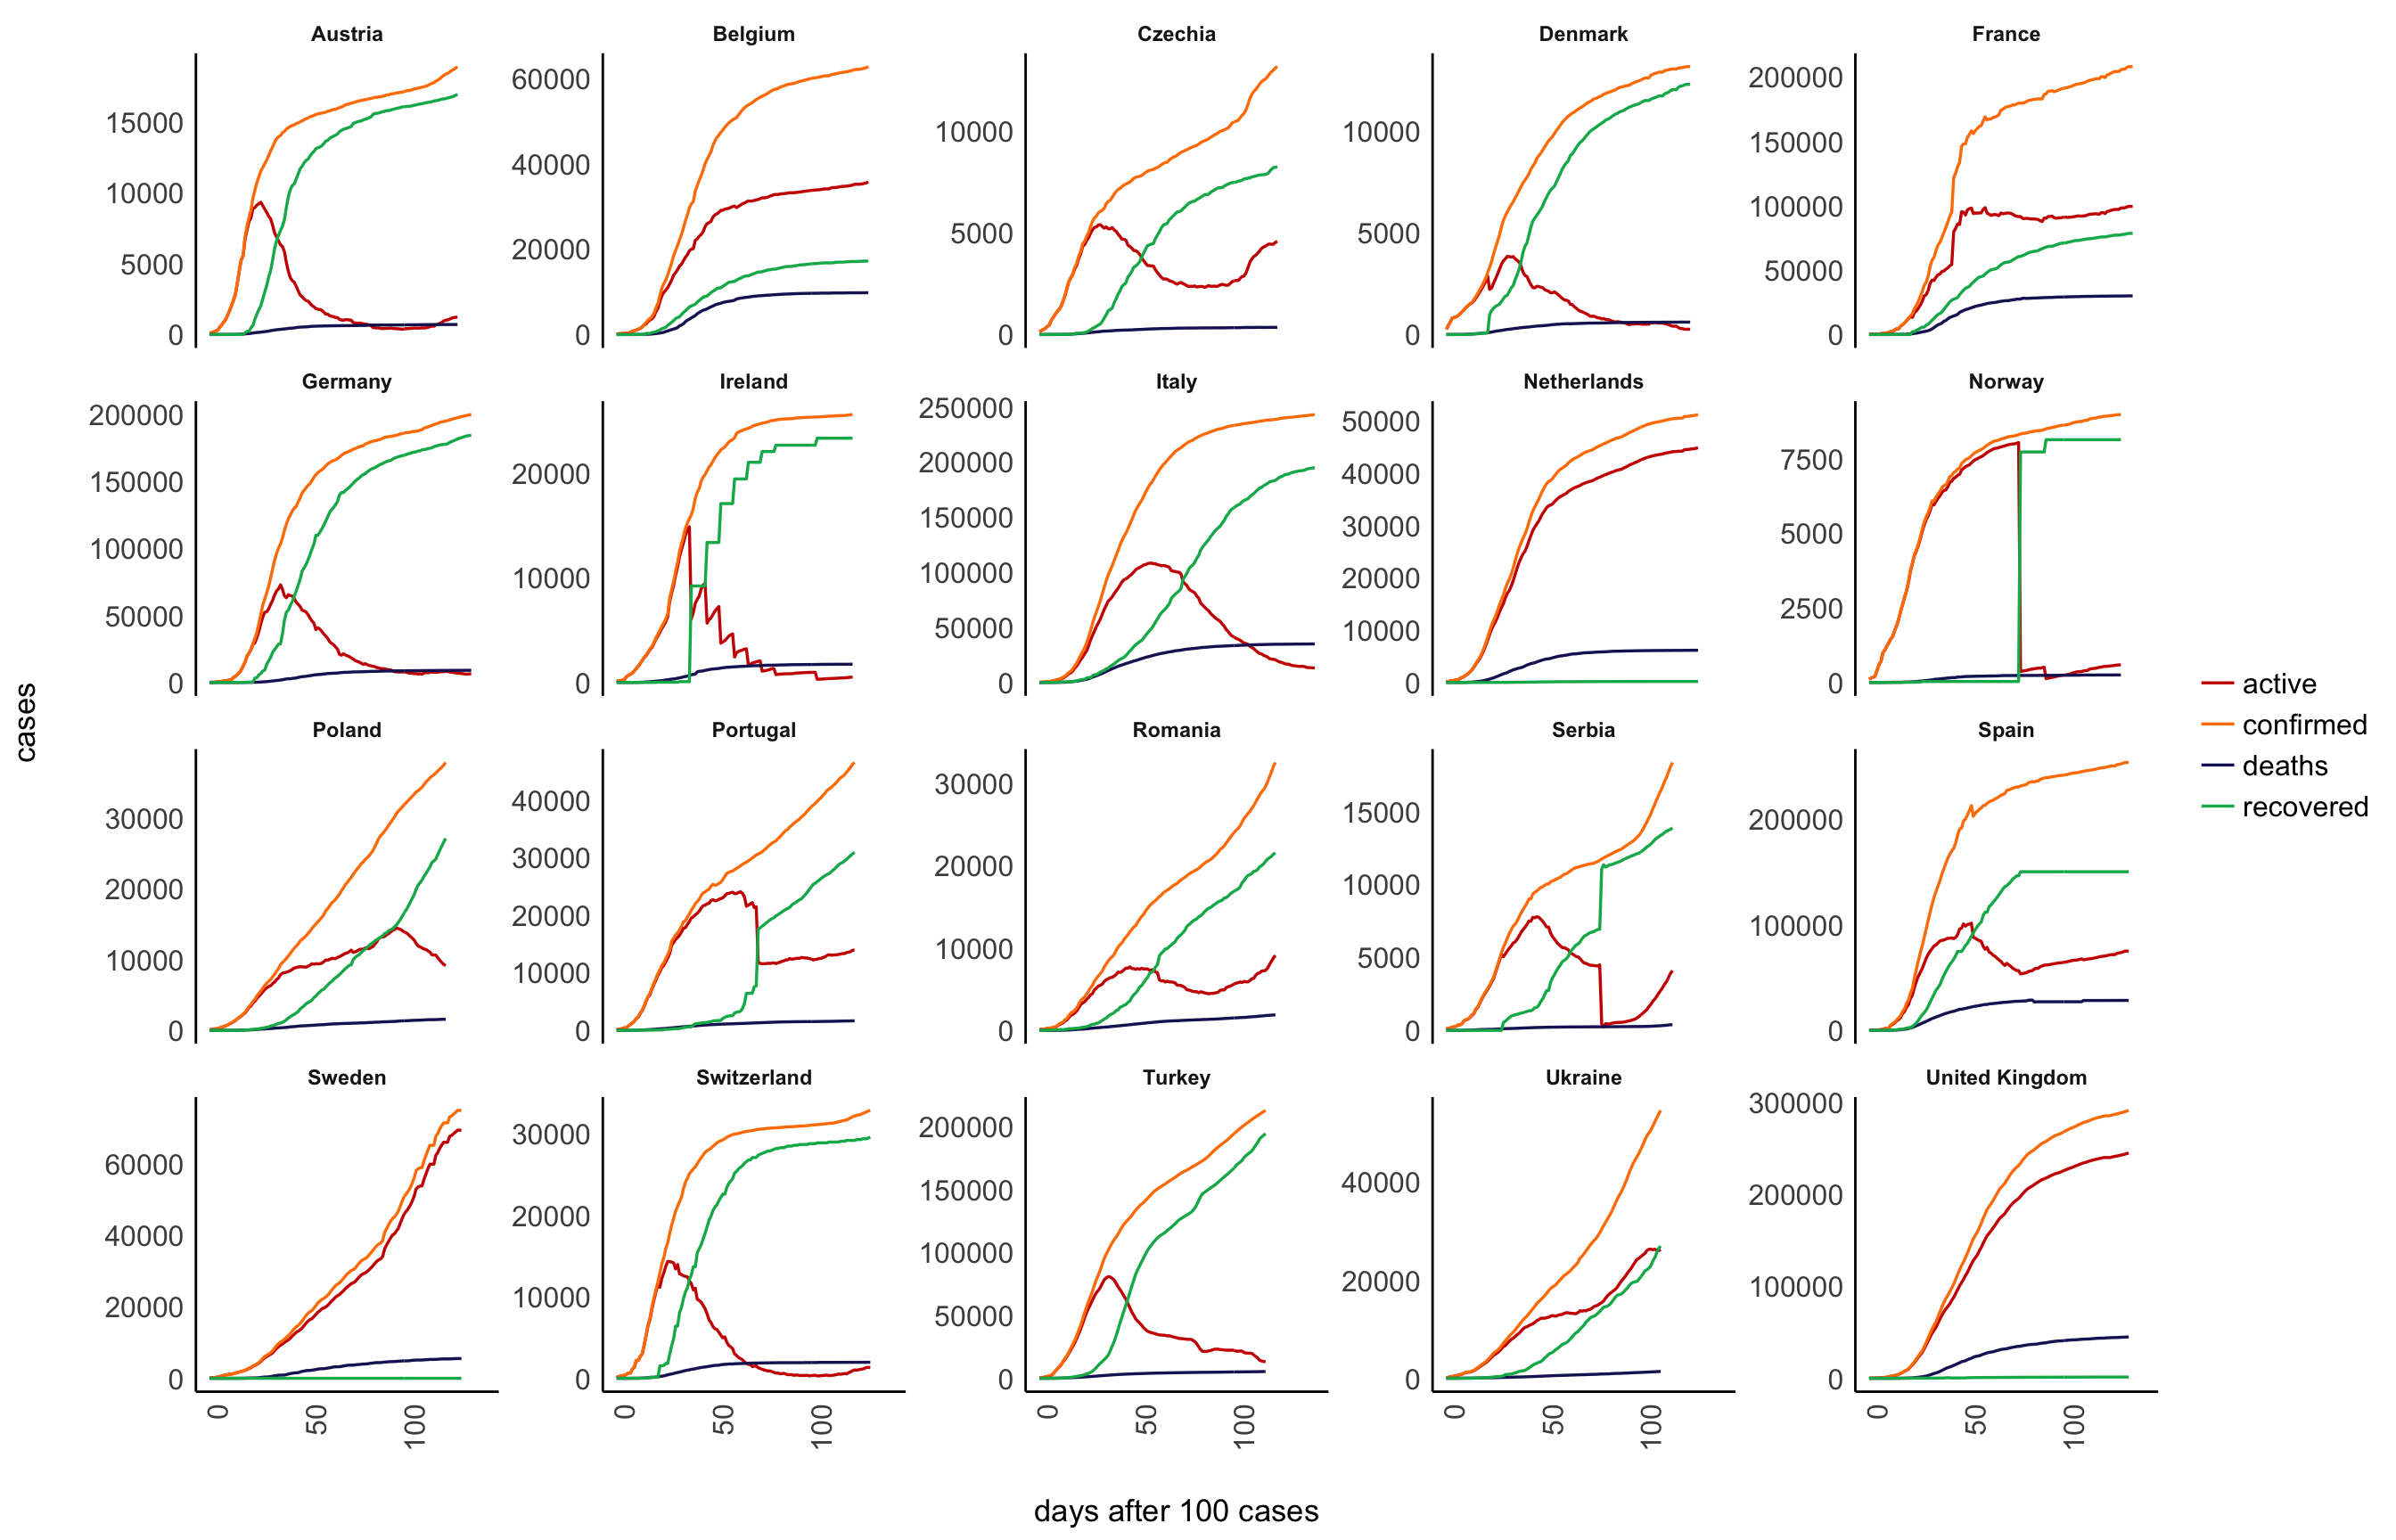 Austria Belgium Czechia Denmark France
15000 10000 5000 0
60000 40000 20000 0
10000 5000 0
10000 5000 0
200000 150000 100000 50000 0
Germany Ireland Italy Netherlands Norway
200000 150000 100000 50000 0
20000 10000 0
250000 200000 150000 100000 50000 0
50000 40000 30000 20000 10000 0
7500 5000 2500 0
Poland Portugal Romania Serbia Spain
30000 20000 10000 0
40000 30000 20000 10000 0
30000 20000 10000 0
15000 10000 5000 0
200000 100000 0
Sweden Switzerland Turkey Ukraine United Kingdom
60000 40000 20000 0
30000 20000 10000 0
200000 150000 100000 50000 0
40000 20000 0
300000 200000 100000 0
0 50 100 0 50 100 0 50 100 0 50 100 0 50 100
days after 100 cases
cases
active
confirmed
deaths
recovered